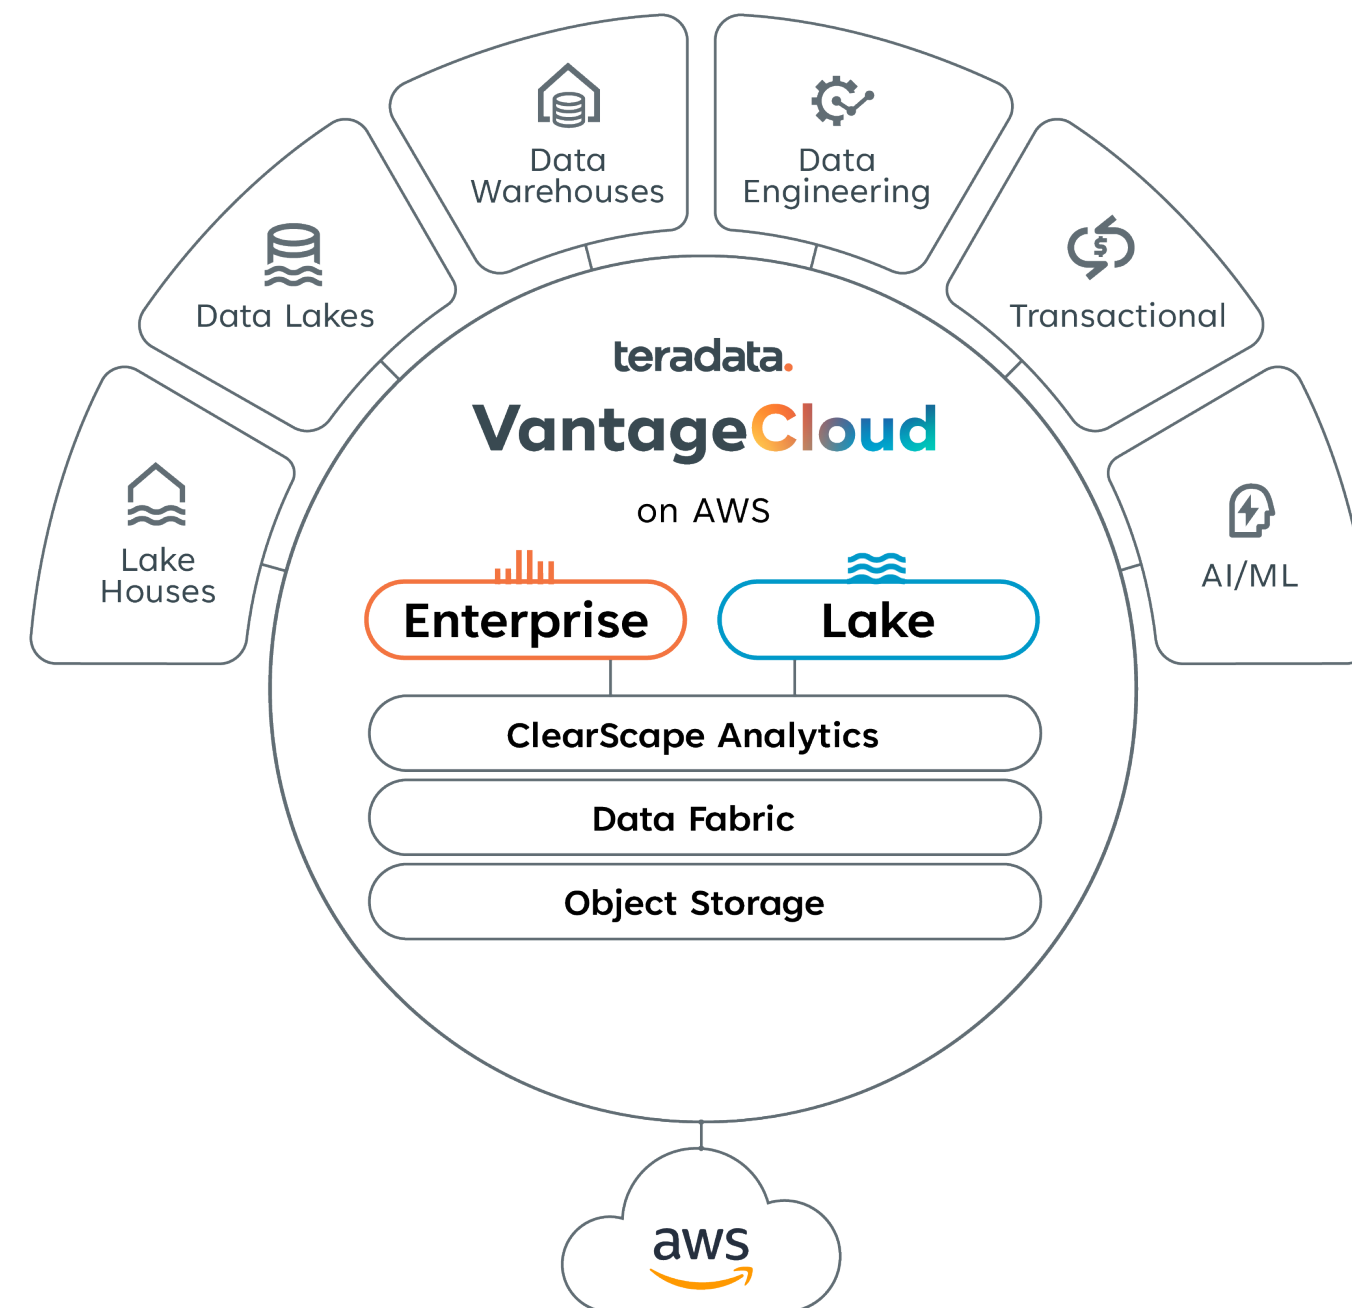 Data
Warehouses
Data
Engineering
Data Lakes
Transactional
Lake
Houses
AI/ML
teradata.
VantageCloud
on AWS
Enterprise
Lake
ClearScape Analytics
Data Fabric
Object Storage
aws
$